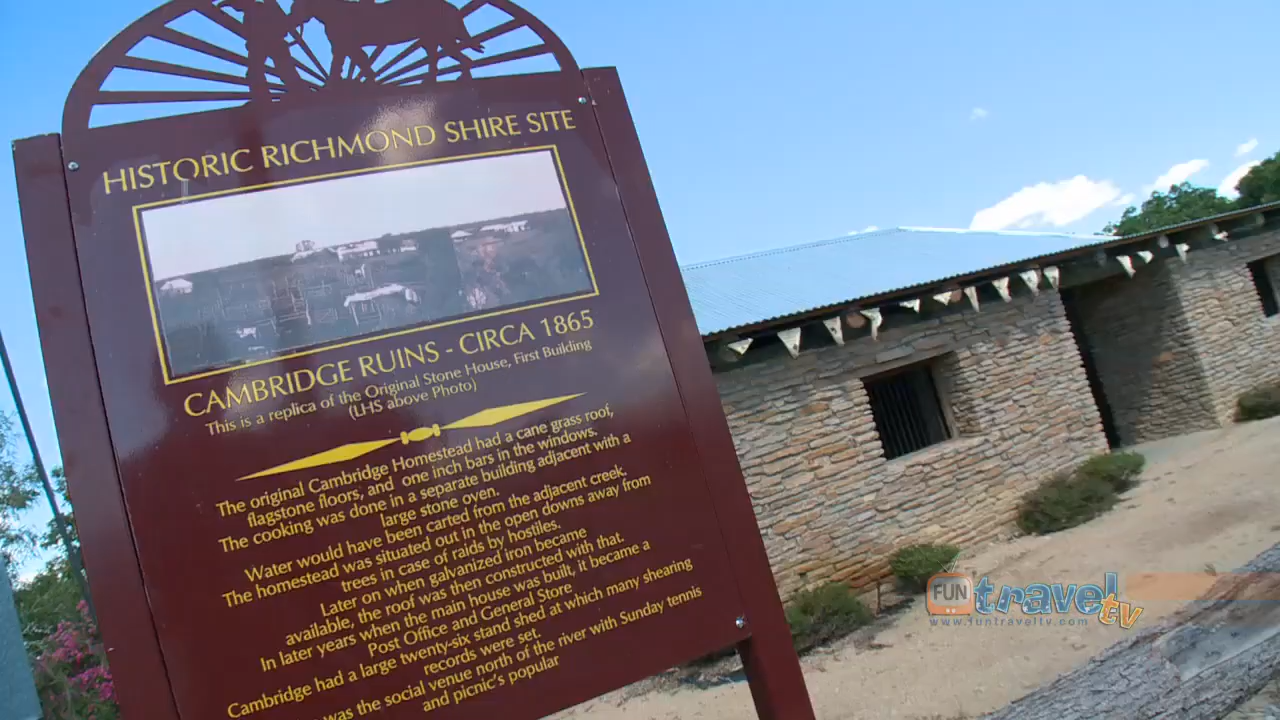 HISTORIC RICHMOND SHIRE SITE
CAMBRIDGE RUINS - CIRCA 1865
This is a replica of the Original Stone House, First Building
(LHS above Photo)
The original Cambridge Homestead had a cane grass roof,
flagstone floors, and one inch bars in the windows.
The cooking was done in a separate building adjacent with a
large stone oven.
Water would have been carted from the adjacent creek.
The homestead was situated out in the open downs away from
trees in case of raids by hostiles.
Later on when galvanized iron became
available, the roof was then constructed with that.
In later years when the main house was built, it became a
Post Office and General Store
Cambridge had a large twenty-six stand shed at which many shearing
records were set.
was the social venue north of the river with Sunday tennis
and picnic's popular
FUN travel tv
www.funtraveltv.com